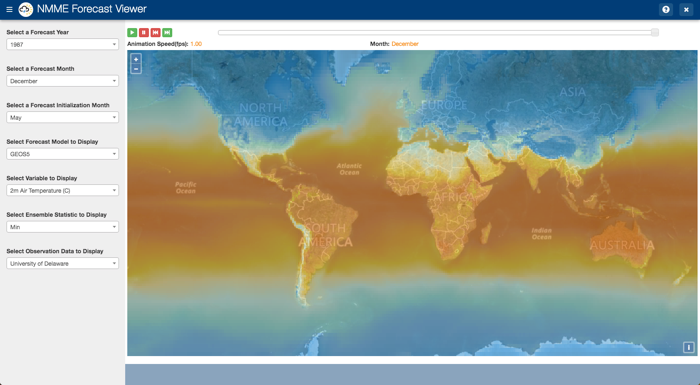 NMME Forecast Viewer
Select a Forecast Year
1987
Select a Forecast Month
December
Select a Forecast Initialization Month
May
Select Forecast Model to Display
GEOS5
Select Variable to Display
2m Air Temperature (C)
Select Ensemble Statistic to Display
Min
Select Observation Data to Display
University of Delaware
Animation Speed(fps): 1.00
Month: December
+
−
NORTH
AMERICA
EUROPE
ASIA
Atlantic
Ocean
Pacific
Ocean
AFRICA
SOUTH
AMERICA
Indian
Ocean
AUSTRALIA
i